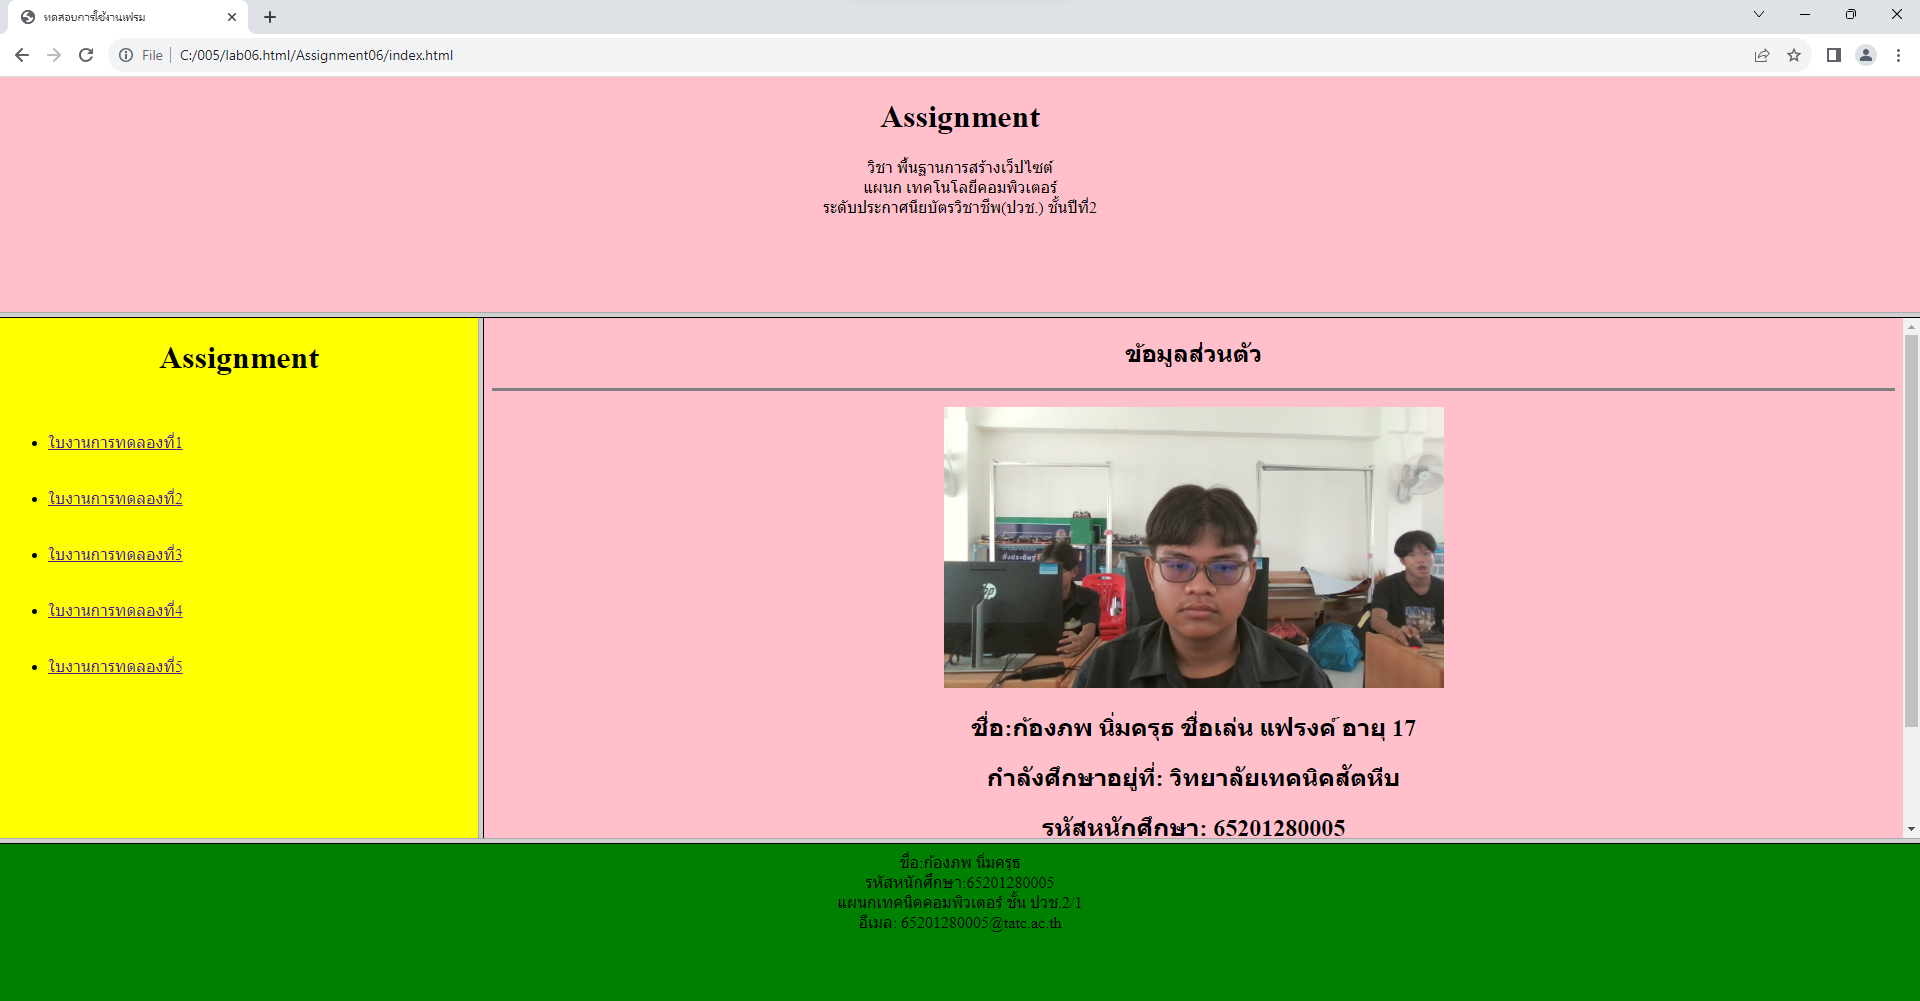 ทดสอบการใช้งานเฟรม
File
C:/005/lab06.html/Assignment06/index.html
Assignment
วิชา พื้นฐานการสร้างเว็ปไซต์
แผนก เทคโนโลยีคอมพิวเตอร์
ระดับประกาศนียบัตรวิชาชีพ(ปวช.) ชั้นปีที่2
Assignment
ใบงานการทดลองที่1
ใบงานการทดลองที่2
ใบงานการทดลองที่3
ใบงานการทดลองที่4
ใบงานการทดลองที่5
ข้อมูลส่วนตัว
hp
ชื่อ:ก้องภพ นิ่มครุธ ชื่อเล่น แฟรงค ์ อายุ 17
กำลังศึกษาอยู่ที่: วิทยาลัยเทคนิคสัตหีบ
รหัสหนักศึกษา: 65201280005
ชื่อ:ก้องภพ นิ่มครุธ
รหัสหนักศึกษา:65201280005
แผนกเทคนิคคอมพิวเตอร์ ชั้น ปวช.2/1
อีเมล: 65201280005@tatc.ac.th